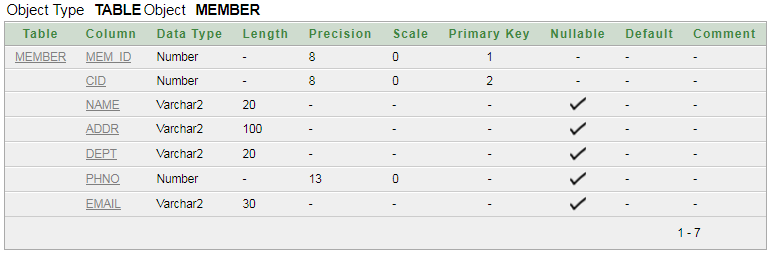 Object Type TABLE Object MEMBER
Table Column Data Type Length Precision Scale Primary Key Nullable Default Comment
MEMBER MEM_ID Number - 8 0 1 - - -
CID Number - 8 0 2 - - -
NAME Varchar2 20 - - - ✓ - -
ADDR Varchar2 100 - - - ✓ - -
DEPT Varchar2 20 - - - ✓ - -
PHNO Number - 13 0 - ✓ - -
EMAIL Varchar2 30 - - - ✓ - -
1 - 7